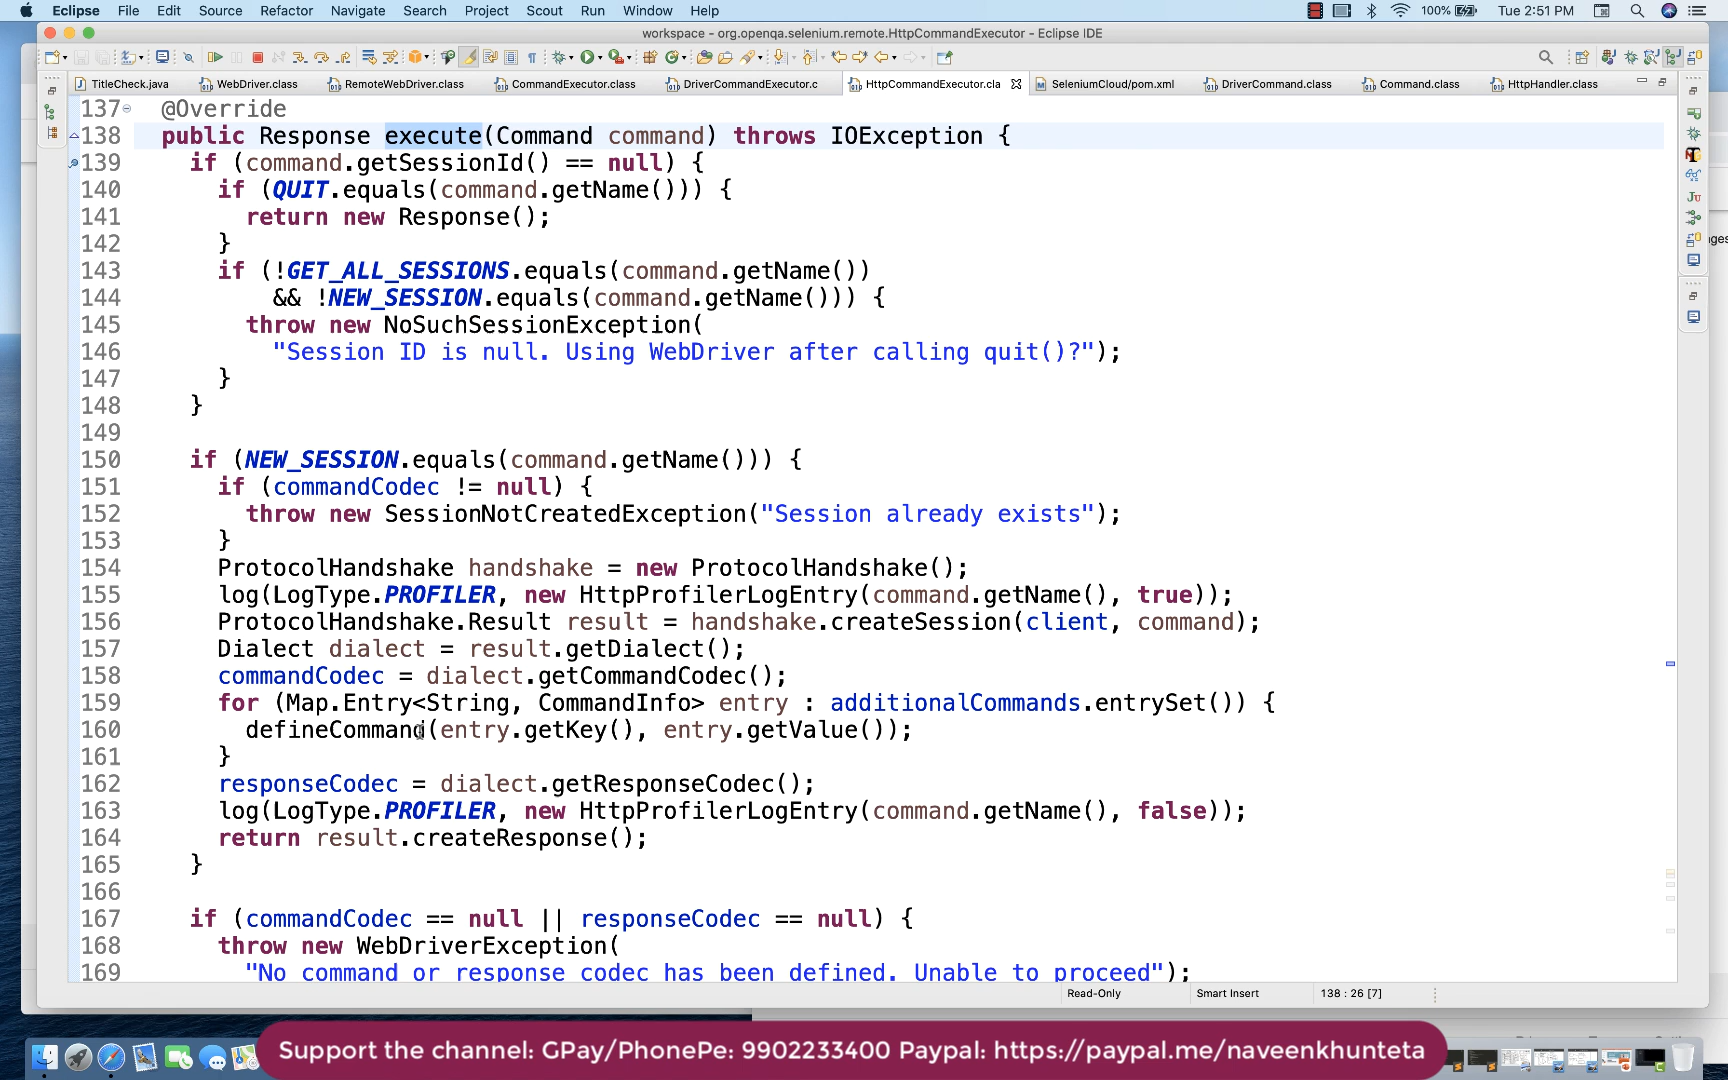 Eclipse File Edit Source Refactor Navigate Search Project Scout Run Window Help 100% Tue 2:51 PM
workspace - org.openqa.selenium.remote.HttpCommandExecutor - Eclipse IDE
TitleCheck.java WebDriver.class RemoteWebDriver.class CommandExecutor.class DriverCommandExecutor.c HttpCommandExecutor.cla SeleniumCloud/pom.xml DriverCommand.class Command.class HttpHandler.class
137 @Override
138 public Response execute(Command command) throws IOException {
139 if (command.getSessionId() == null) {
140 if (QUIT.equals(command.getName())) {
141 return new Response();
142 }
143 if (!GET_ALL_SESSIONS.equals(command.getName())
144 && !NEW_SESSION.equals(command.getName())) {
145 throw new NoSuchSessionException(
146 "Session ID is null. Using WebDriver after calling quit()?");
147 }
148 }
149
150 if (NEW_SESSION.equals(command.getName())) {
151 if (commandCodec != null) {
152 throw new SessionNotCreatedException("Session already exists");
153 }
154 ProtocolHandshake handshake = new ProtocolHandshake();
155 log(LogType.PROFILER, new HttpProfilerLogEntry(command.getName(), true));
156 ProtocolHandshake.Result result = handshake.createSession(client, command);
157 Dialect dialect = result.getDialect();
158 commandCodec = dialect.getCommandCodec();
159 for (Map.Entry<String, CommandInfo> entry : additionalCommands.entrySet()) {
160 defineCommand(entry.getKey(), entry.getValue());
161 }
162 responseCodec = dialect.getResponseCodec();
163 log(LogType.PROFILER, new HttpProfilerLogEntry(command.getName(), false));
164 return result.createResponse();
165 }
166
167 if (commandCodec == null || responseCodec == null) {
168 throw new WebDriverException(
169 "No command or response codec has been defined. Unable to proceed");
Read-Only Smart Insert 138 : 26 [7]
Support the channel: GPay/PhonePe: 9902233400 Paypal: https://paypal.me/naveenkhunteta